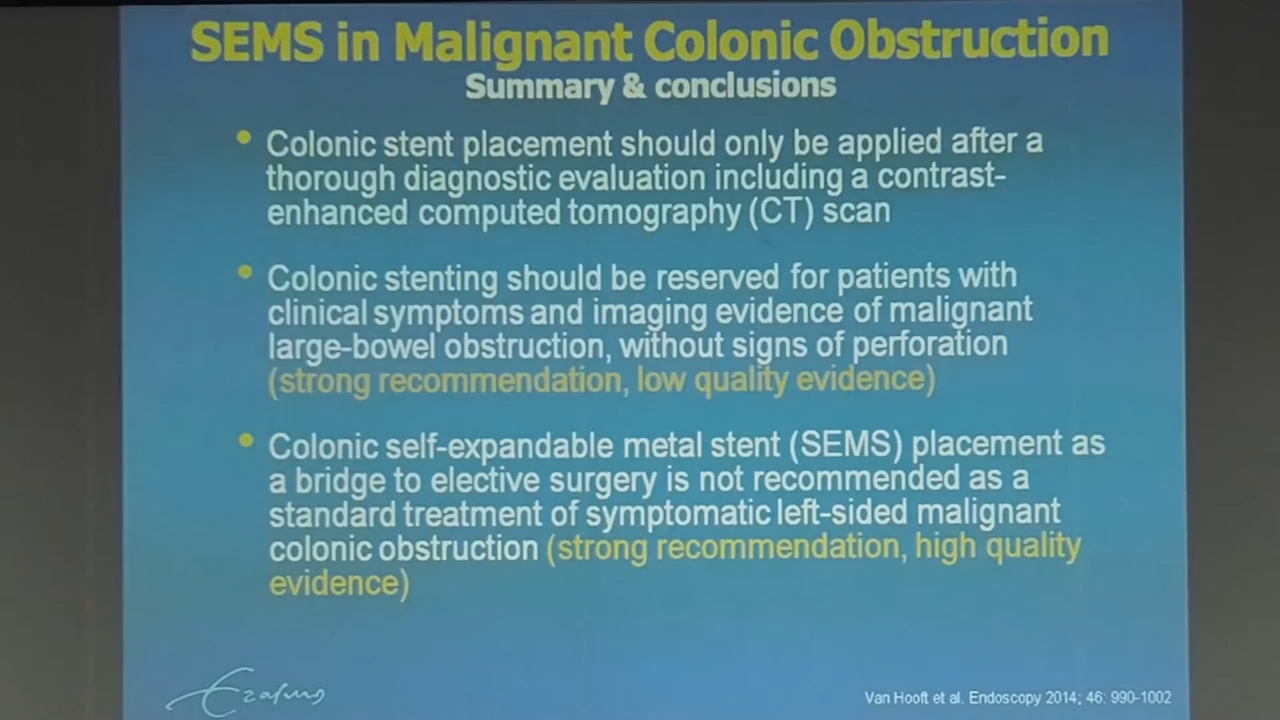 SEMS in Malignant Colonic Obstruction
Summary & conclusions
• Colonic stent placement should only be applied after a
thorough diagnostic evaluation including a contrast-
enhanced computed tomography (CT) scan
• Colonic stenting should be reserved for patients with
clinical symptoms and imaging evidence of malignant
large-bowel obstruction, without signs of perforation
(strong recommendation, low quality evidence)
• Colonic self-expandable metal stent (SEMS) placement as
a bridge to elective surgery is not recommended as a
standard treatment of symptomatic left-sided malignant
colonic obstruction (strong recommendation, high quality
evidence)
Erasmus
Van Hooft et al. Endoscopy 2014; 46: 990-1002